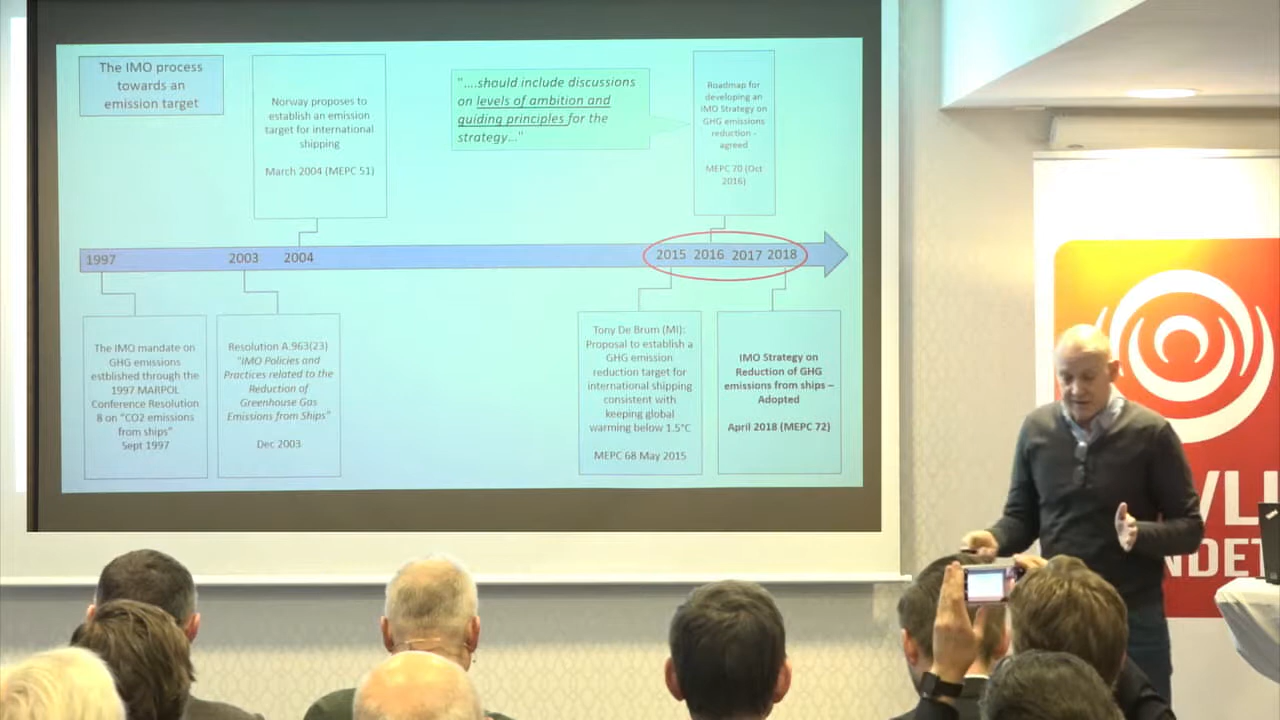 The IMO process
towards an
emission target
Norway proposes to
establish an emission
target for international
shipping
March 2004 (MEPC 51)
"....should include discussions
on levels of ambition and
guiding principles for the
strategy..."
Roadmap for
developing an
IMO Strategy on
GHG emissions
reduction -
agreed
MEPC 70 (Oct
2016)
1997
2003
2004
2015
2016
2017
2018
The IMO mandate on
GHG emissions
estblished through the
1997 MARPOL
Conference Resolution
8 on "CO2 emissions
from ships"
Sept 1997
Resolution A.963(23)
"IMO Policies and
Practices related to the
Reduction of
Greenhouse Gas
Emissions from Ships"
Dec 2003
Tony De Brum (MI):
Proposal to establish a
GHG emission
reduction target for
international shipping
consistent with
keeping global
warming below 1.5°C
MEPC 68 May 2015
IMO Strategy on
Reduction of GHG
emissions from ships –
Adopted
April 2018 (MEPC 72)